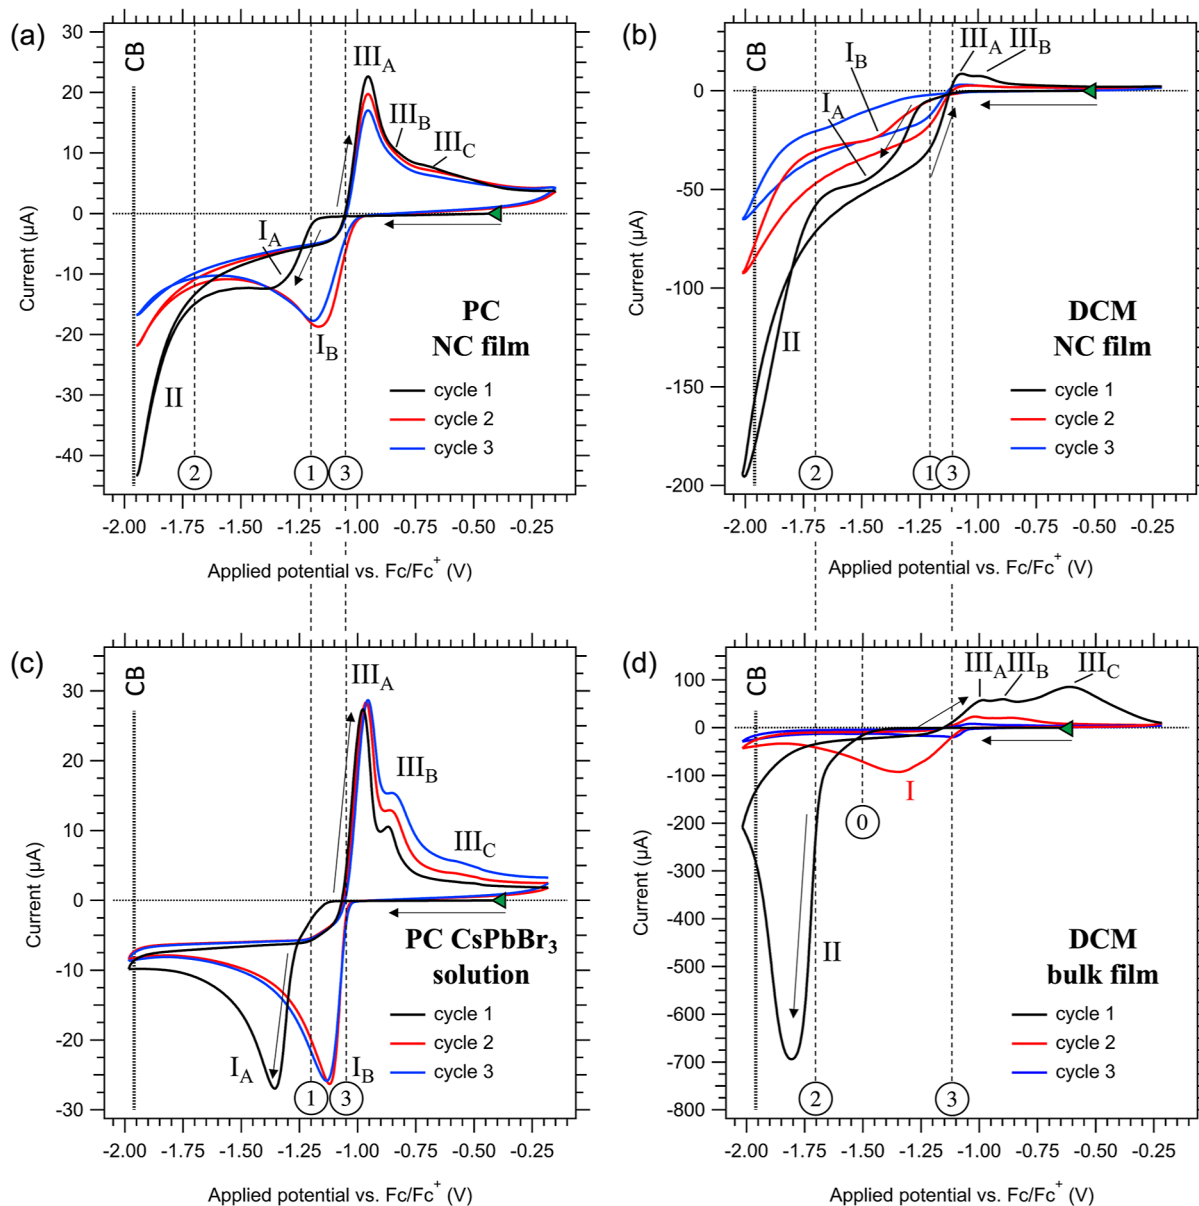 (a)
CB
III_A
III_B
III_C
I_A
I_B
II
PC
NC film
cycle 1
cycle 2
cycle 3
2
1
3
30
20
10
0
-10
-20
-30
-40
Current (µA)
-2.00 -1.75 -1.50 -1.25 -1.00 -0.75 -0.50 -0.25
Applied potential vs. Fc/Fc⁺ (V)
(b)
CB
III_A III_B
I_B
I_A
II
DCM
NC film
cycle 1
cycle 2
cycle 3
2
1
3
0
-50
-100
-150
-200
Current (µA)
-2.00 -1.75 -1.50 -1.25 -1.00 -0.75 -0.50 -0.25
Applied potential vs. Fc/Fc⁺ (V)
(c)
CB
III_A
III_B
III_C
I_A
I_B
PC CsPbBr₃
solution
cycle 1
cycle 2
cycle 3
1
3
30
20
10
0
-10
-20
-30
Current (µA)
-2.00 -1.75 -1.50 -1.25 -1.00 -0.75 -0.50 -0.25
Applied potential vs. Fc/Fc⁺ (V)
(d)
CB
III_A III_B III_C
I
0
II
DCM
bulk film
cycle 1
cycle 2
cycle 3
2
3
100
0
-100
-200
-300
-400
-500
-600
-700
-800
Current (µA)
-2.00 -1.75 -1.50 -1.25 -1.00 -0.75 -0.50 -0.25
Applied potential vs. Fc/Fc⁺ (V)